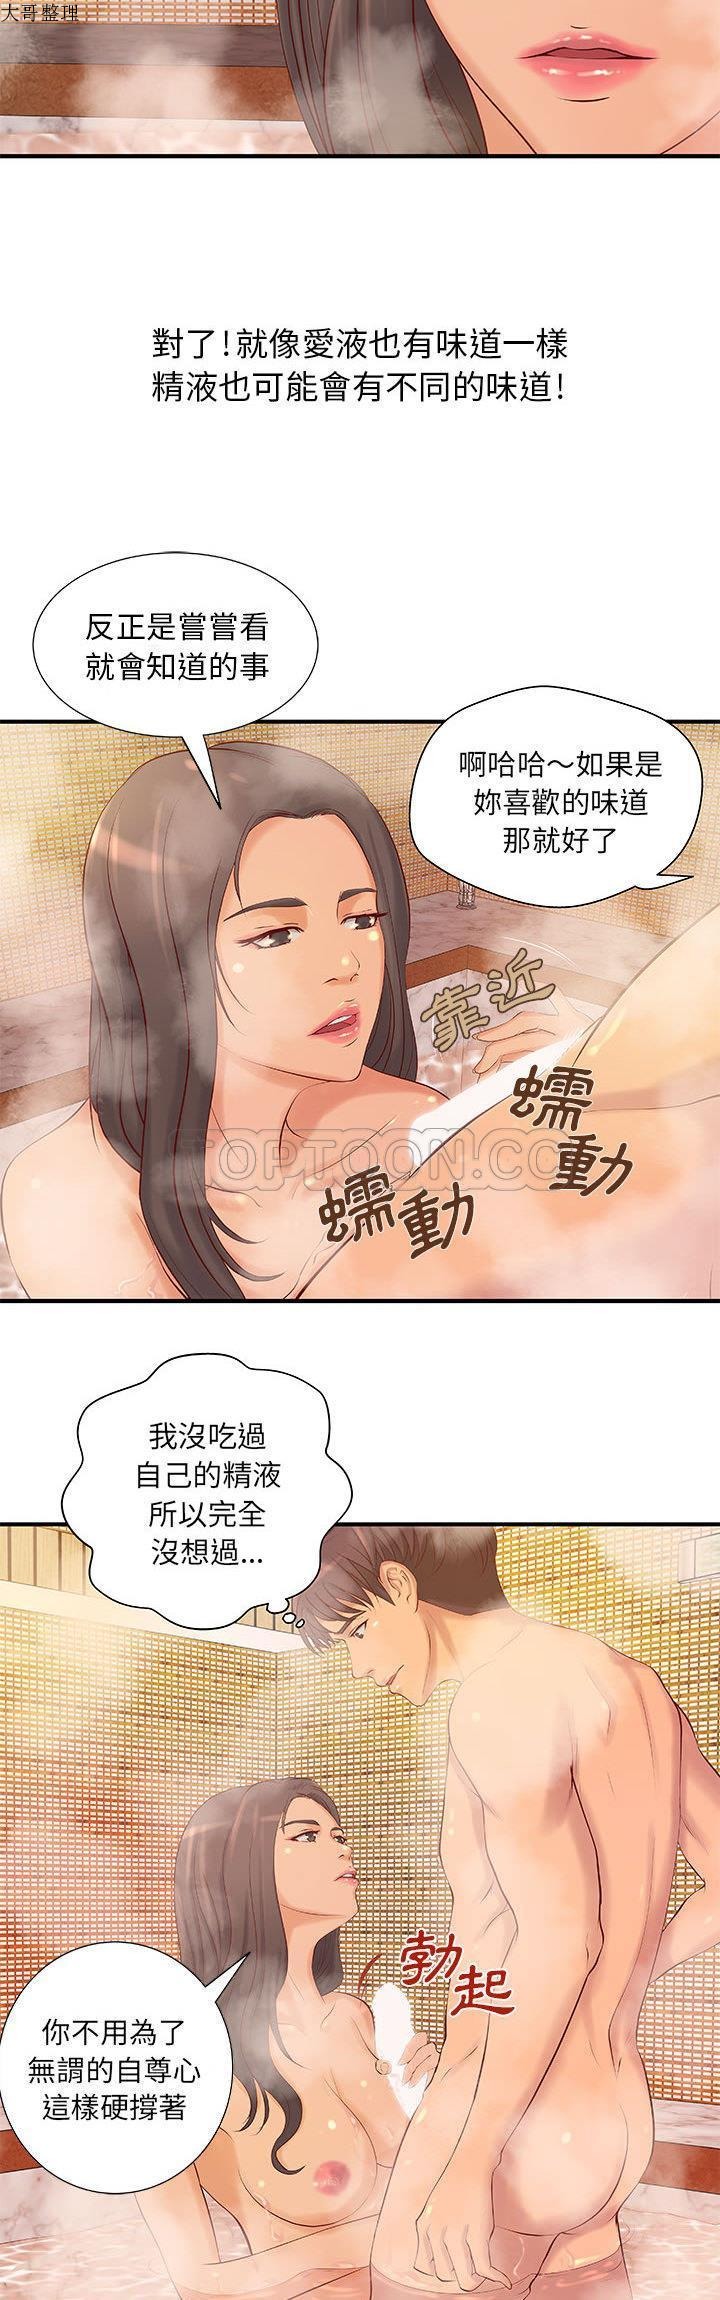 大哥整理
對了!就像愛液也有味道一樣
精液也可能會有不同的味道!
反正是嘗嘗看
就會知道的事
啊哈哈～如果是
妳喜歡的味道
那就好了
靠近
蠕動
蠕動
TOPTOON.CC
我沒吃過
自己的精液
所以完全
沒想過...
勃起
你不用為了
無謂的自尊心
這樣硬撐著